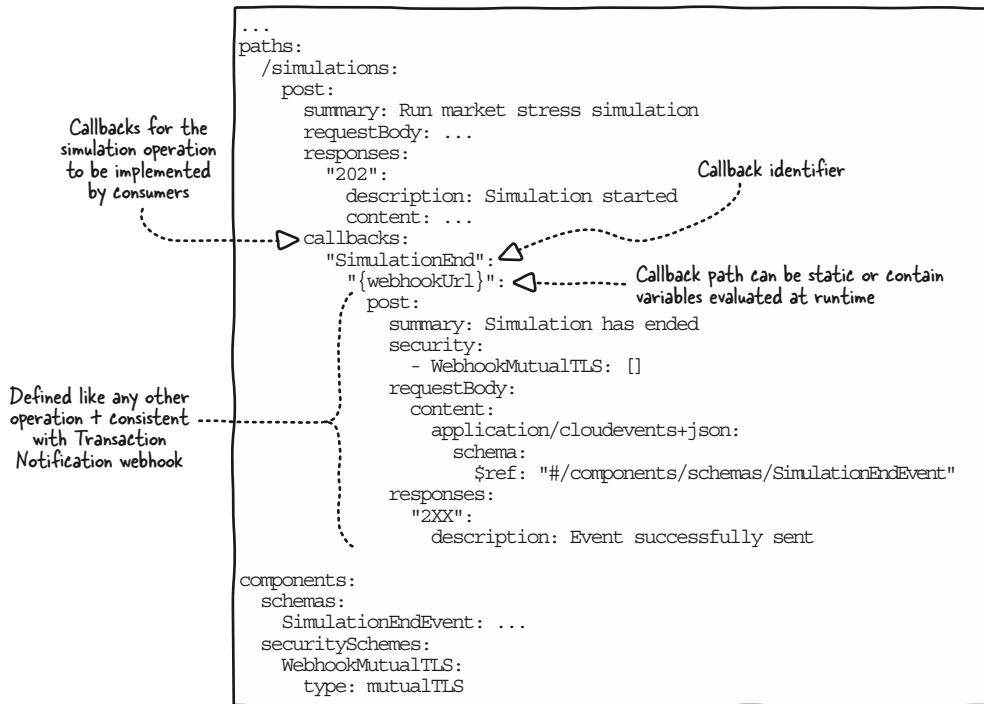 ...
paths:
  /simulations:
    post:
      summary: Run market stress simulation
      requestBody: ...
      responses:
        "202":
          description: Simulation started
          content: ...
      callbacks:
        "SimulationEnd":
          "{webhookUrl}":
            post:
              summary: Simulation has ended
              security:
                - WebhookMutualTLS: []
              requestBody:
                content:
                  application/cloudevents+json:
                    schema:
                      $ref: "#/components/schemas/SimulationEndEvent"
              responses:
                "2XX":
                  description: Event successfully sent
components:
  schemas:
    SimulationEndEvent: ...
  securitySchemes:
    WebhookMutualTLS:
      type: mutualTLS
Callbacks for the
simulation operation
to be implemented
by consumers
Callback identifier
Callback path can be static or contain
variables evaluated at runtime
Defined like any other
operation + consistent
with Transaction
Notification webhook